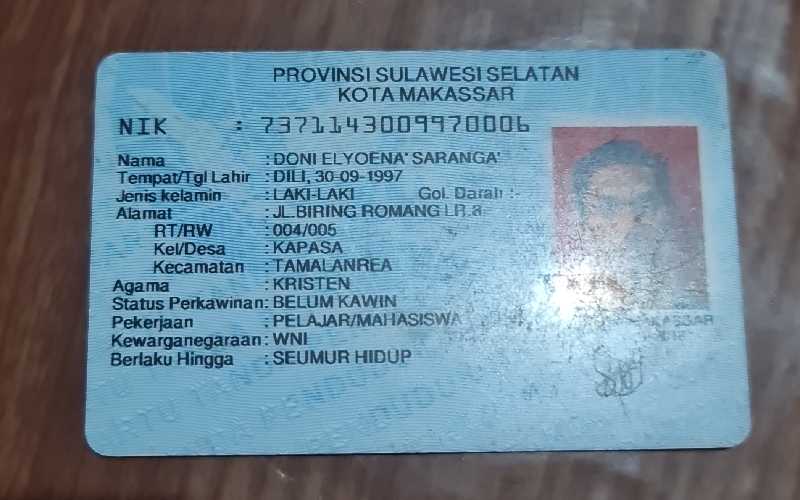 PROVINSI SULAWESI SELATAN
KOTA MAKASSAR
NIK : 7371143009970006
Nama : DONI ELYOENA' SARANGA'
Tempat/Tgl Lahir : DILI, 30-09-1997
Jenis kelamin : LAKI-LAKI Gol. Darah :-
Alamat : JL.BIRING ROMANG LR.8
RT/RW : 004/005
Kel/Desa : KAPASA
Kecamatan : TAMALANREA
Agama : KRISTEN
Status Perkawinan: BELUM KAWIN
Pekerjaan : PELAJAR/MAHASISWA
Kewarganegaraan: WNI
Berlaku Hingga : SEUMUR HIDUP